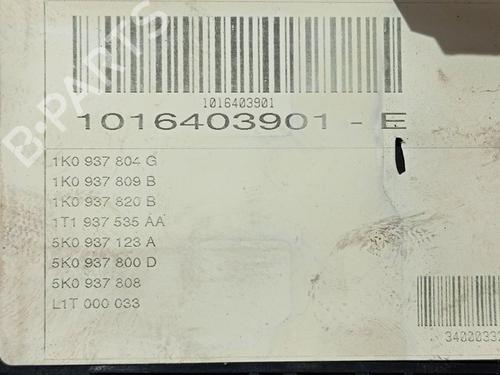 B-PARTS
1016403901
1016403901 - E
1K0 937 804 G
1K0 937 809 B
1K0 937 820 B
1T1 937 535 AA
5K0 937 123 A
5K0 937 800 D
5K0 937 808
L1T 000 033